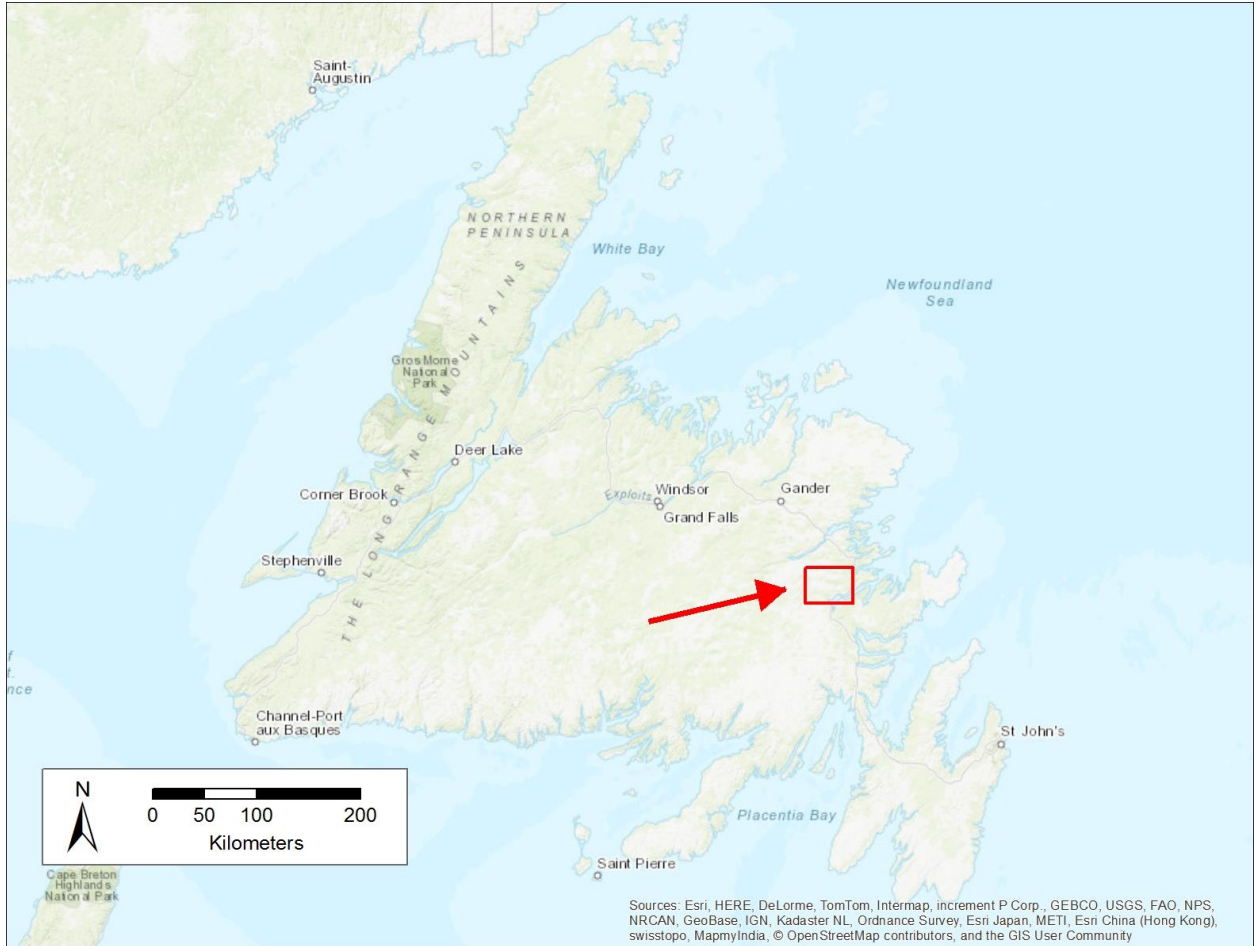 Saint-
Augustin
NORTHERN
PENINSULA
White Bay
Newfoundland
Sea
Gros Morne
National
Park
THE LONG RANGE MOUNTAINS
Deer Lake
Corner Brook
Exploits
Windsor
Grand Falls
Gander
Stephenville
f
t.
nce
Channel-Port
aux Basques
St John's
Placentia Bay
Saint Pierre
N
0 50 100 200
Kilometers
Cape Breton
Highlands
National Park
Sources: Esri, HERE, DeLorme, TomTom, Intermap, increment P Corp., GEBCO, USGS, FAO, NPS,
NRCAN, GeoBase, IGN, Kadaster NL, Ordnance Survey, Esri Japan, METI, Esri China (Hong Kong),
swisstopo, MapmyIndia, © OpenStreetMap contributors, and the GIS User Community